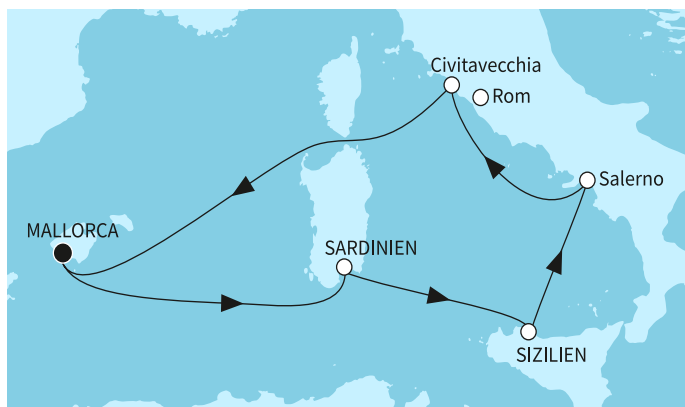 Civitavecchia
Rom
Salerno
MALLORCA
SARDINIEN
SIZILIEN